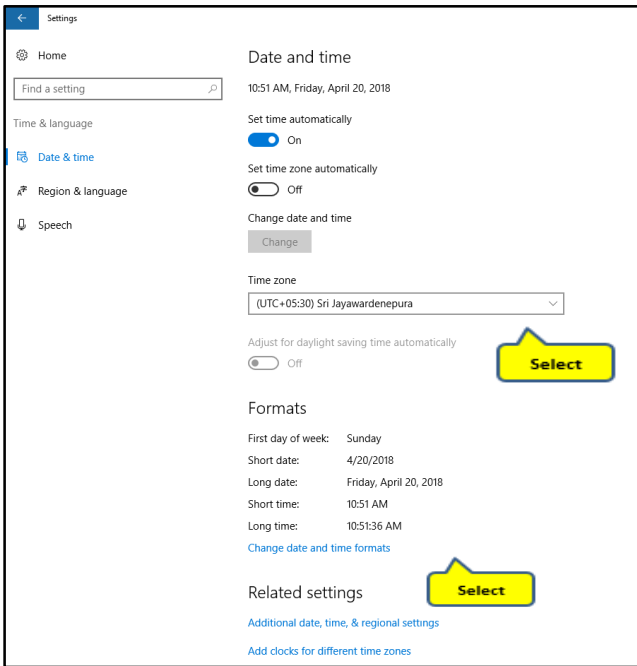 Settings
Home
Find a setting
Time & language
Date & time
Region & language
Speech
Date and time
10:51 AM, Friday, April 20, 2018
Set time automatically
On
Set time zone automatically
Off
Change date and time
Change
Time zone
(UTC+05:30) Sri Jayawardenepura
Adjust for daylight saving time automatically
Off
Select
Formats
First day of week: Sunday
Short date: 4/20/2018
Long date: Friday, April 20, 2018
Short time: 10:51 AM
Long time: 10:51:36 AM
Change date and time formats
Select
Related settings
Additional date, time, & regional settings
Add clocks for different time zones